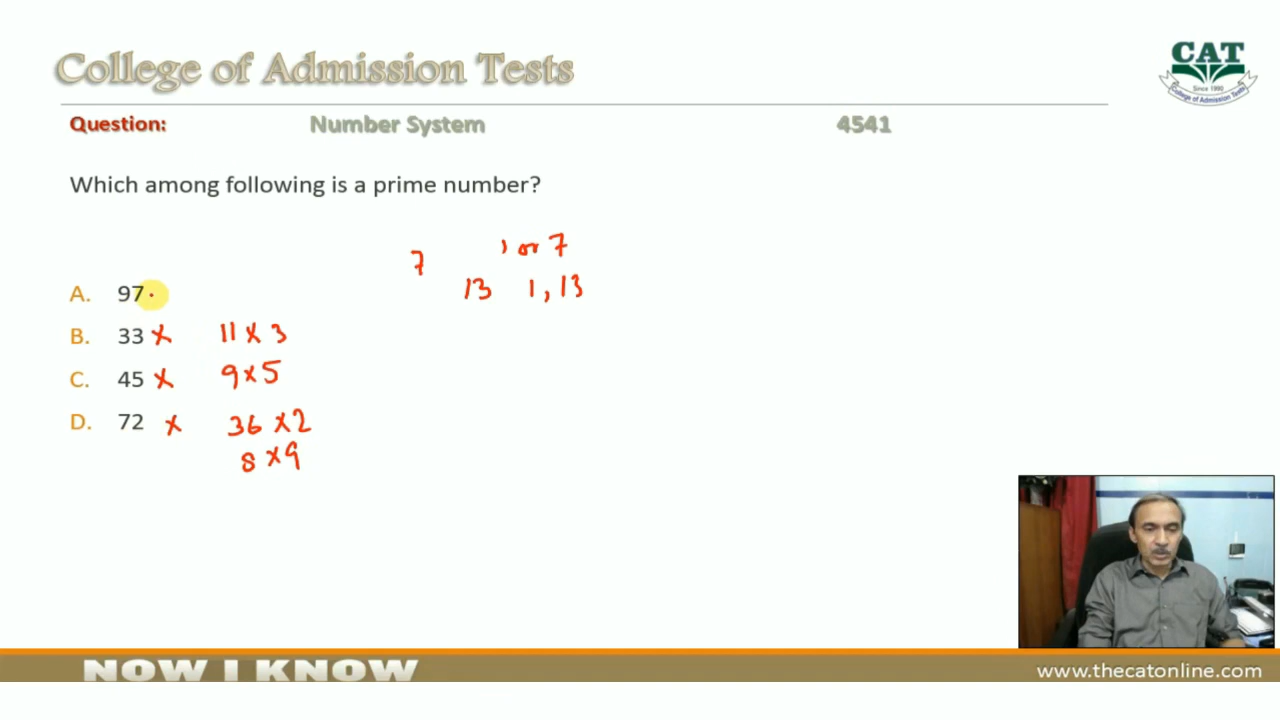 College of Admission Tests
CAT
Since 1990
College of Admission Tests
Question: Number System 4541
Which among following is a prime number?
7 1 or 7
13 1, 13
A. 97
B. 33 x 11 x 3
C. 45 x 9 x 5
D. 72 x 36 x 2
8 x 9
NOW I KNOW
www.thecatonline.com